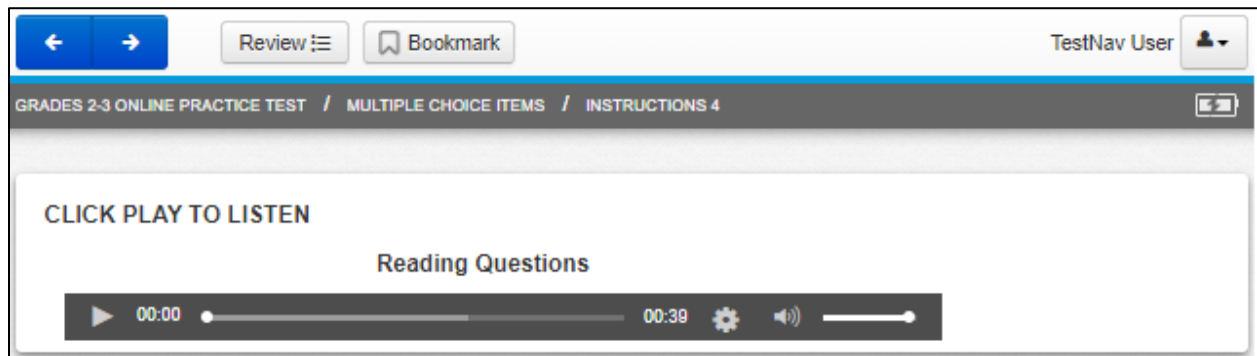 Review Bookmark TestNav User
GRADES 2-3 ONLINE PRACTICE TEST / MULTIPLE CHOICE ITEMS / INSTRUCTIONS 4
CLICK PLAY TO LISTEN
Reading Questions
00:00 00:39